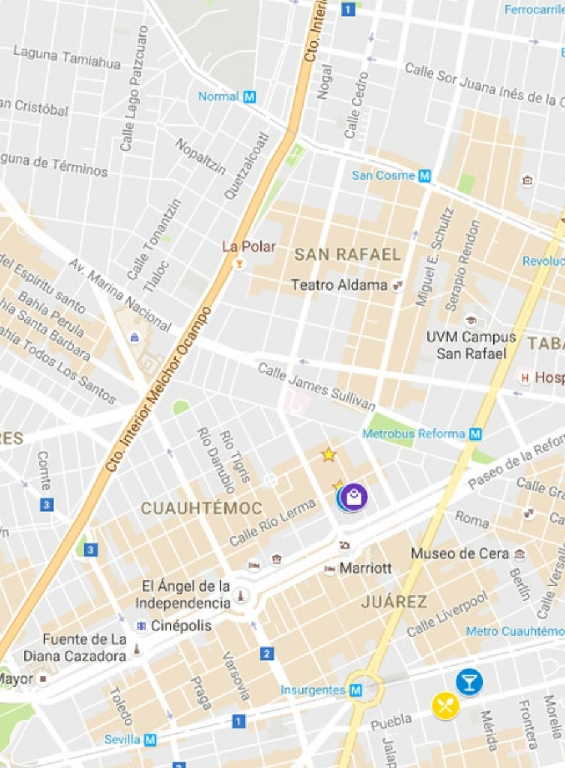 1
Ferrocarrile
Cto. Interi
Laguna Tamiahua
Calle Lago Patzcuaro
Nogal
Calle Cedro
Calle Sor Juana Inés de la C
Normal M
an Cristóbal
Nopaltzin
Quetzalcoatl
guna de Términos
San Cosme M
Calle Tonantzin
Tlaloc
La Polar
SAN RAFAEL
Miguel E. Schultz
Serapio Rendon
Revoluc
del Espiritu santo
Av. Marina Nacional
Teatro Aldama
Bahía Perula
hía Santa Barbara
ahía Todos Los Santos
UVM Campus
San Rafael
TABA
Cto. Interior Melchor Ocampo
Calle James Sullivan
H Hosp
RES
Metrobus Reforma M
Río Tigris
Río Danubio
Comte
Paseo de la Refor
3
Calle Gra
CUAUHTÉMOC
Calle Río Lerma
Roma
3
Museo de Cera
Marriott
Berlín
Calle Versalle
El Ángel de la
Independencia
JUÁREZ
Calle Liverpool
Cinépolis
Metro Cuauhtémo
Fuente de La
Diana Cazadora
2
Mayor
Varsovia
Praga
Toledo
Insurgentes M
Puebla
1
Sevilla M
Jalap
Mérida
Frontera
Morelia
2